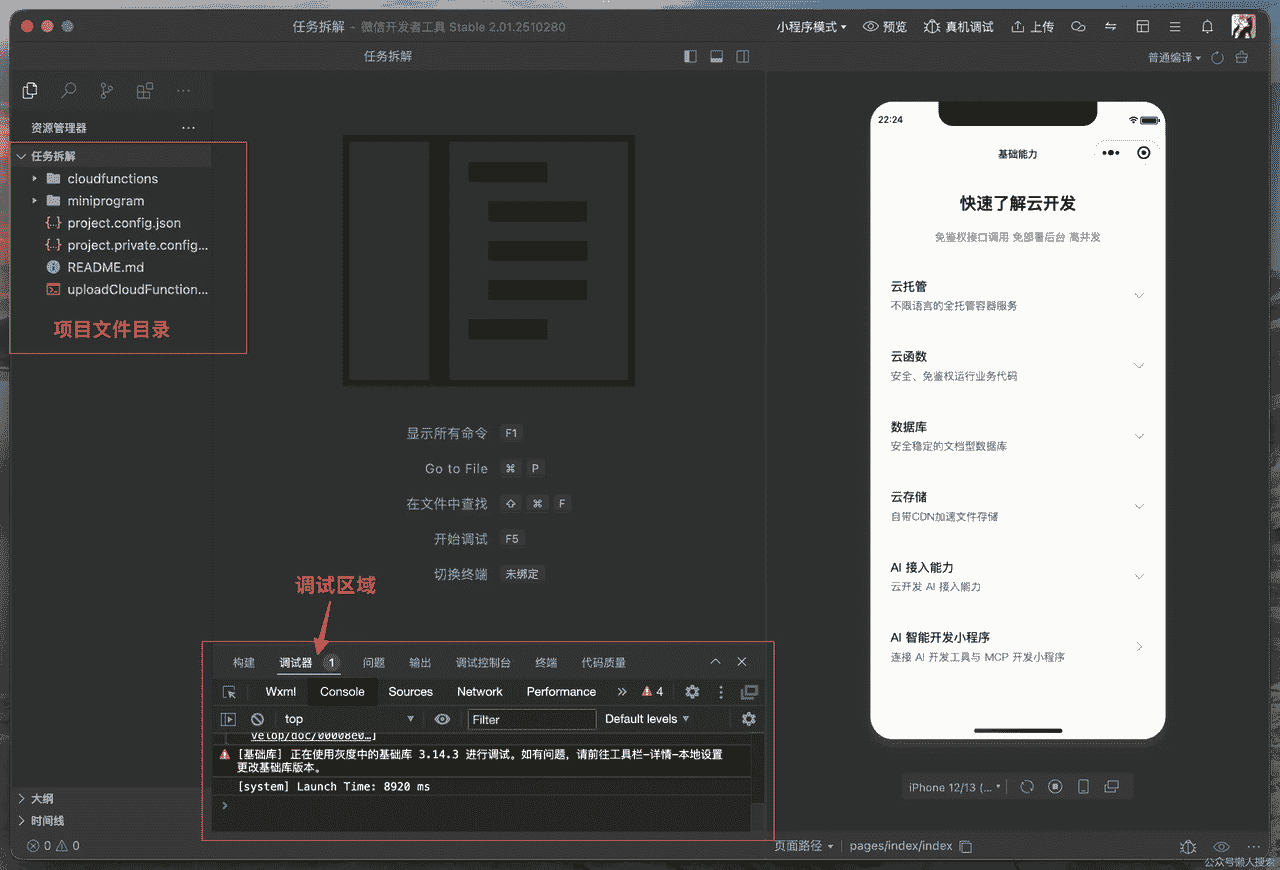 任务拆解 - 微信开发者工具 Stable 2.01.2510280
小程序模式 预览 真机调试 上传
任务拆解
普通编译
资源管理器
任务拆解
cloudfunctions
miniprogram
project.config.json
project.private.config...
README.md
uploadCloudFunction...
项目文件目录
显示所有命令 F1
Go to File ⌘ P
在文件中查找 ⇧ ⌘ F
开始调试 F5
切换终端 未绑定
调试区域
构建 调试器 1 问题 输出 调试控制台 终端 代码质量
Wxml Console Sources Network Performance » 4
top Filter Default levels
velop/doc/00008e0…]
[基础库] 正在使用灰度中的基础库 3.14.3 进行调试。如有问题，请前往工具栏-详情-本地设置
更改基础库版本。
[system] Launch Time: 8920 ms
大纲
时间线
0 0
22:24
基础能力
快速了解云开发
免鉴权接口调用 免部署后台 高并发
云托管
不限语言的全托管容器服务
云函数
安全、免鉴权运行业务代码
数据库
安全稳定的文档型数据库
云存储
自带CDN加速文件存储
AI 接入能力
云开发 AI 接入能力
AI 智能开发小程序
连接 AI 开发工具与 MCP 开发小程序
iPhone 12/13 (...
页面路径 pages/index/index
公众号懒人搜索